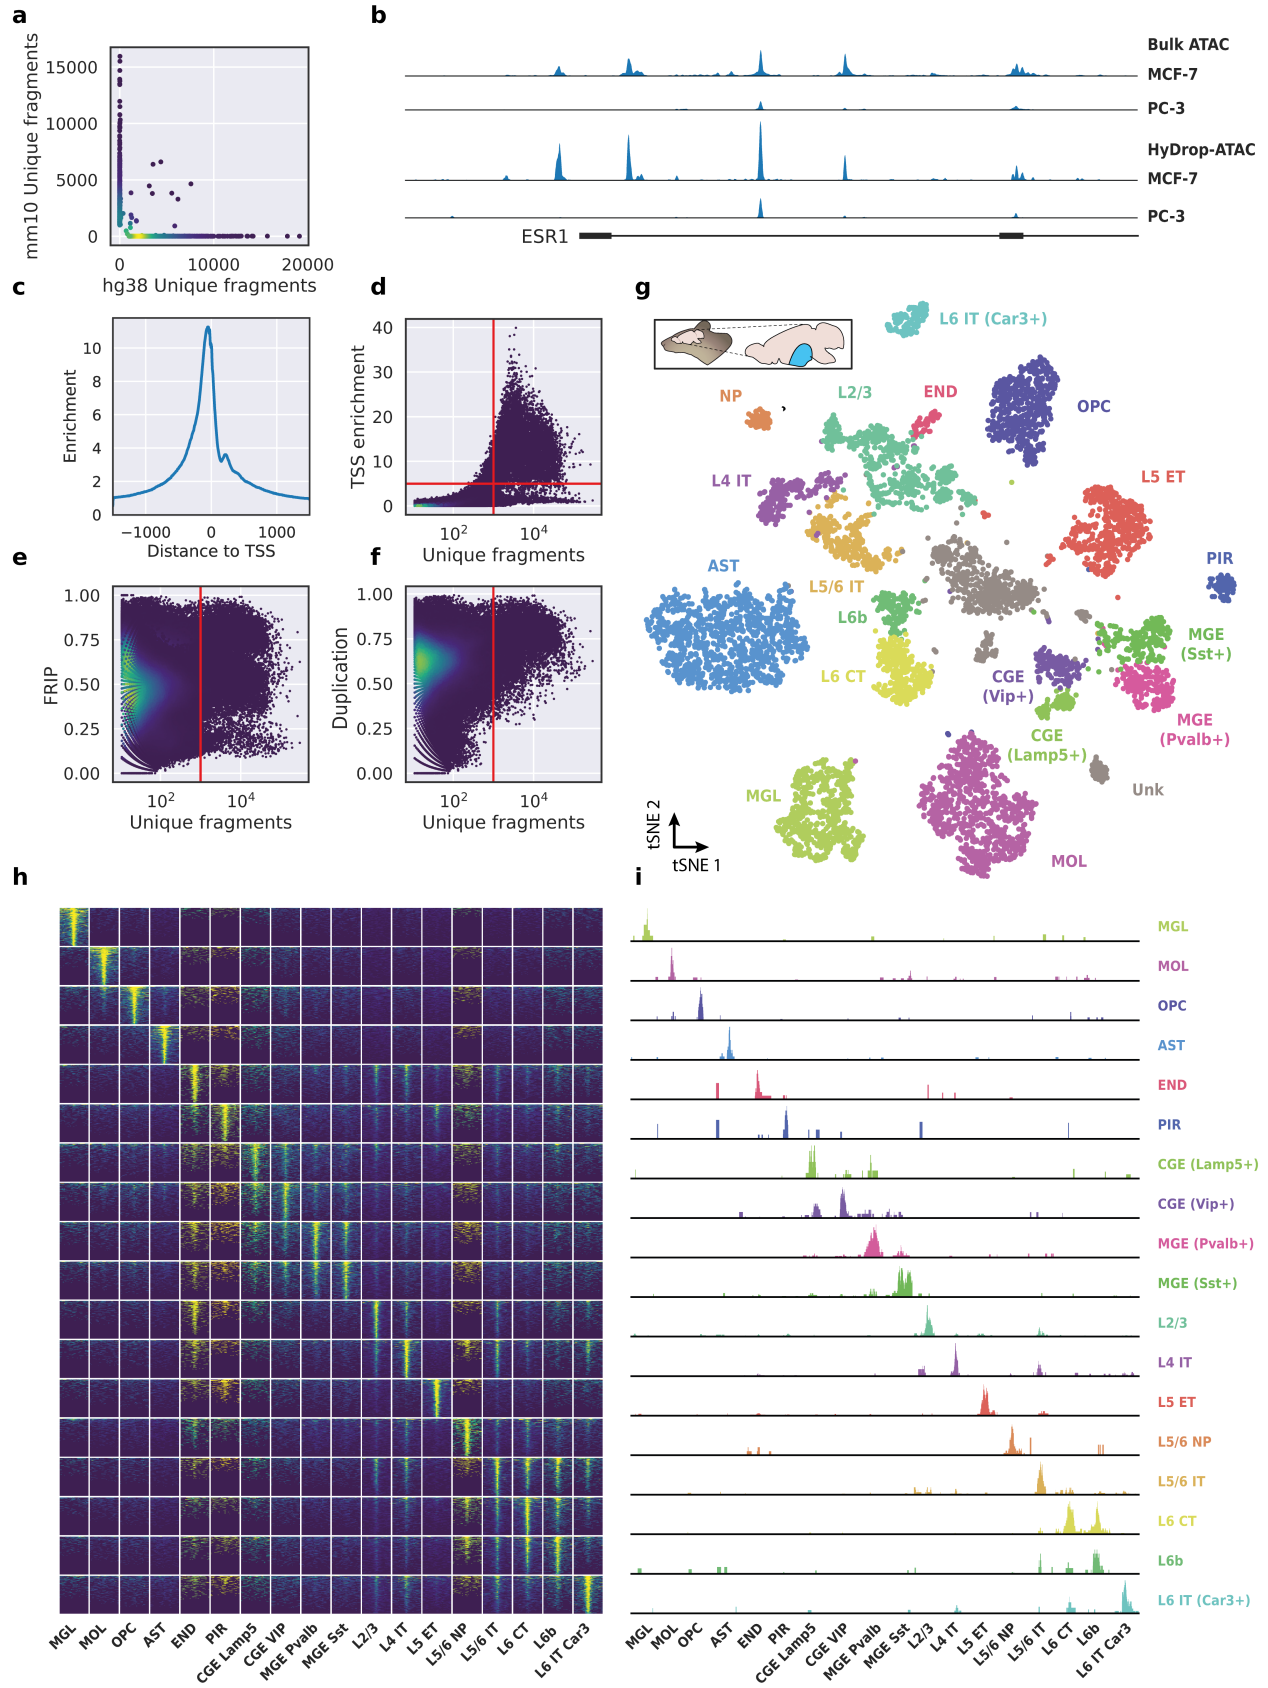 a
mm10 Unique fragments
15000
10000
5000
0
0
10000
20000
hg38 Unique fragments
b
Bulk ATAC
MCF-7
PC-3
HyDrop-ATAC
MCF-7
PC-3
ESR1
c
Enrichment
10
8
6
4
2
0
−1000
0
1000
Distance to TSS
d
TSS enrichment
40
30
20
10
0
10²
10⁴
Unique fragments
e
FRIP
1.00
0.75
0.50
0.25
0.00
10²
10⁴
Unique fragments
f
Duplication
1.00
0.75
0.50
0.25
0.00
10²
10⁴
Unique fragments
g
L6 IT (Car3+)
NP
L2/3
END
OPC
L4 IT
L5 ET
AST
L5/6 IT
PIR
L6b
MGE
(Sst+)
L6 CT
CGE
(Vip+)
MGE
(Pvalb+)
CGE
(Lamp5+)
MGL
Unk
MOL
tSNE 2
tSNE 1
h
MGL
MOL
OPC
AST
END
PIR
CGE Lamp5
CGE VIP
MGE Pvalb
MGE Sst
L2/3
L4 IT
L5 ET
L5/6 NP
L5/6 IT
L6 CT
L6b
L6 IT Car3
i
MGL
MOL
OPC
AST
END
PIR
CGE (Lamp5+)
CGE (Vip+)
MGE (Pvalb+)
MGE (Sst+)
L2/3
L4 IT
L5 ET
L5/6 NP
L5/6 IT
L6 CT
L6b
L6 IT (Car3+)
MGL
MOL
OPC
AST
END
PIR
CGE Lamp5
CGE VIP
MGE Pvalb
MGE Sst
L2/3
L4 IT
L5 ET
L5/6 NP
L5/6 IT
L6 CT
L6b
L6 IT Car3